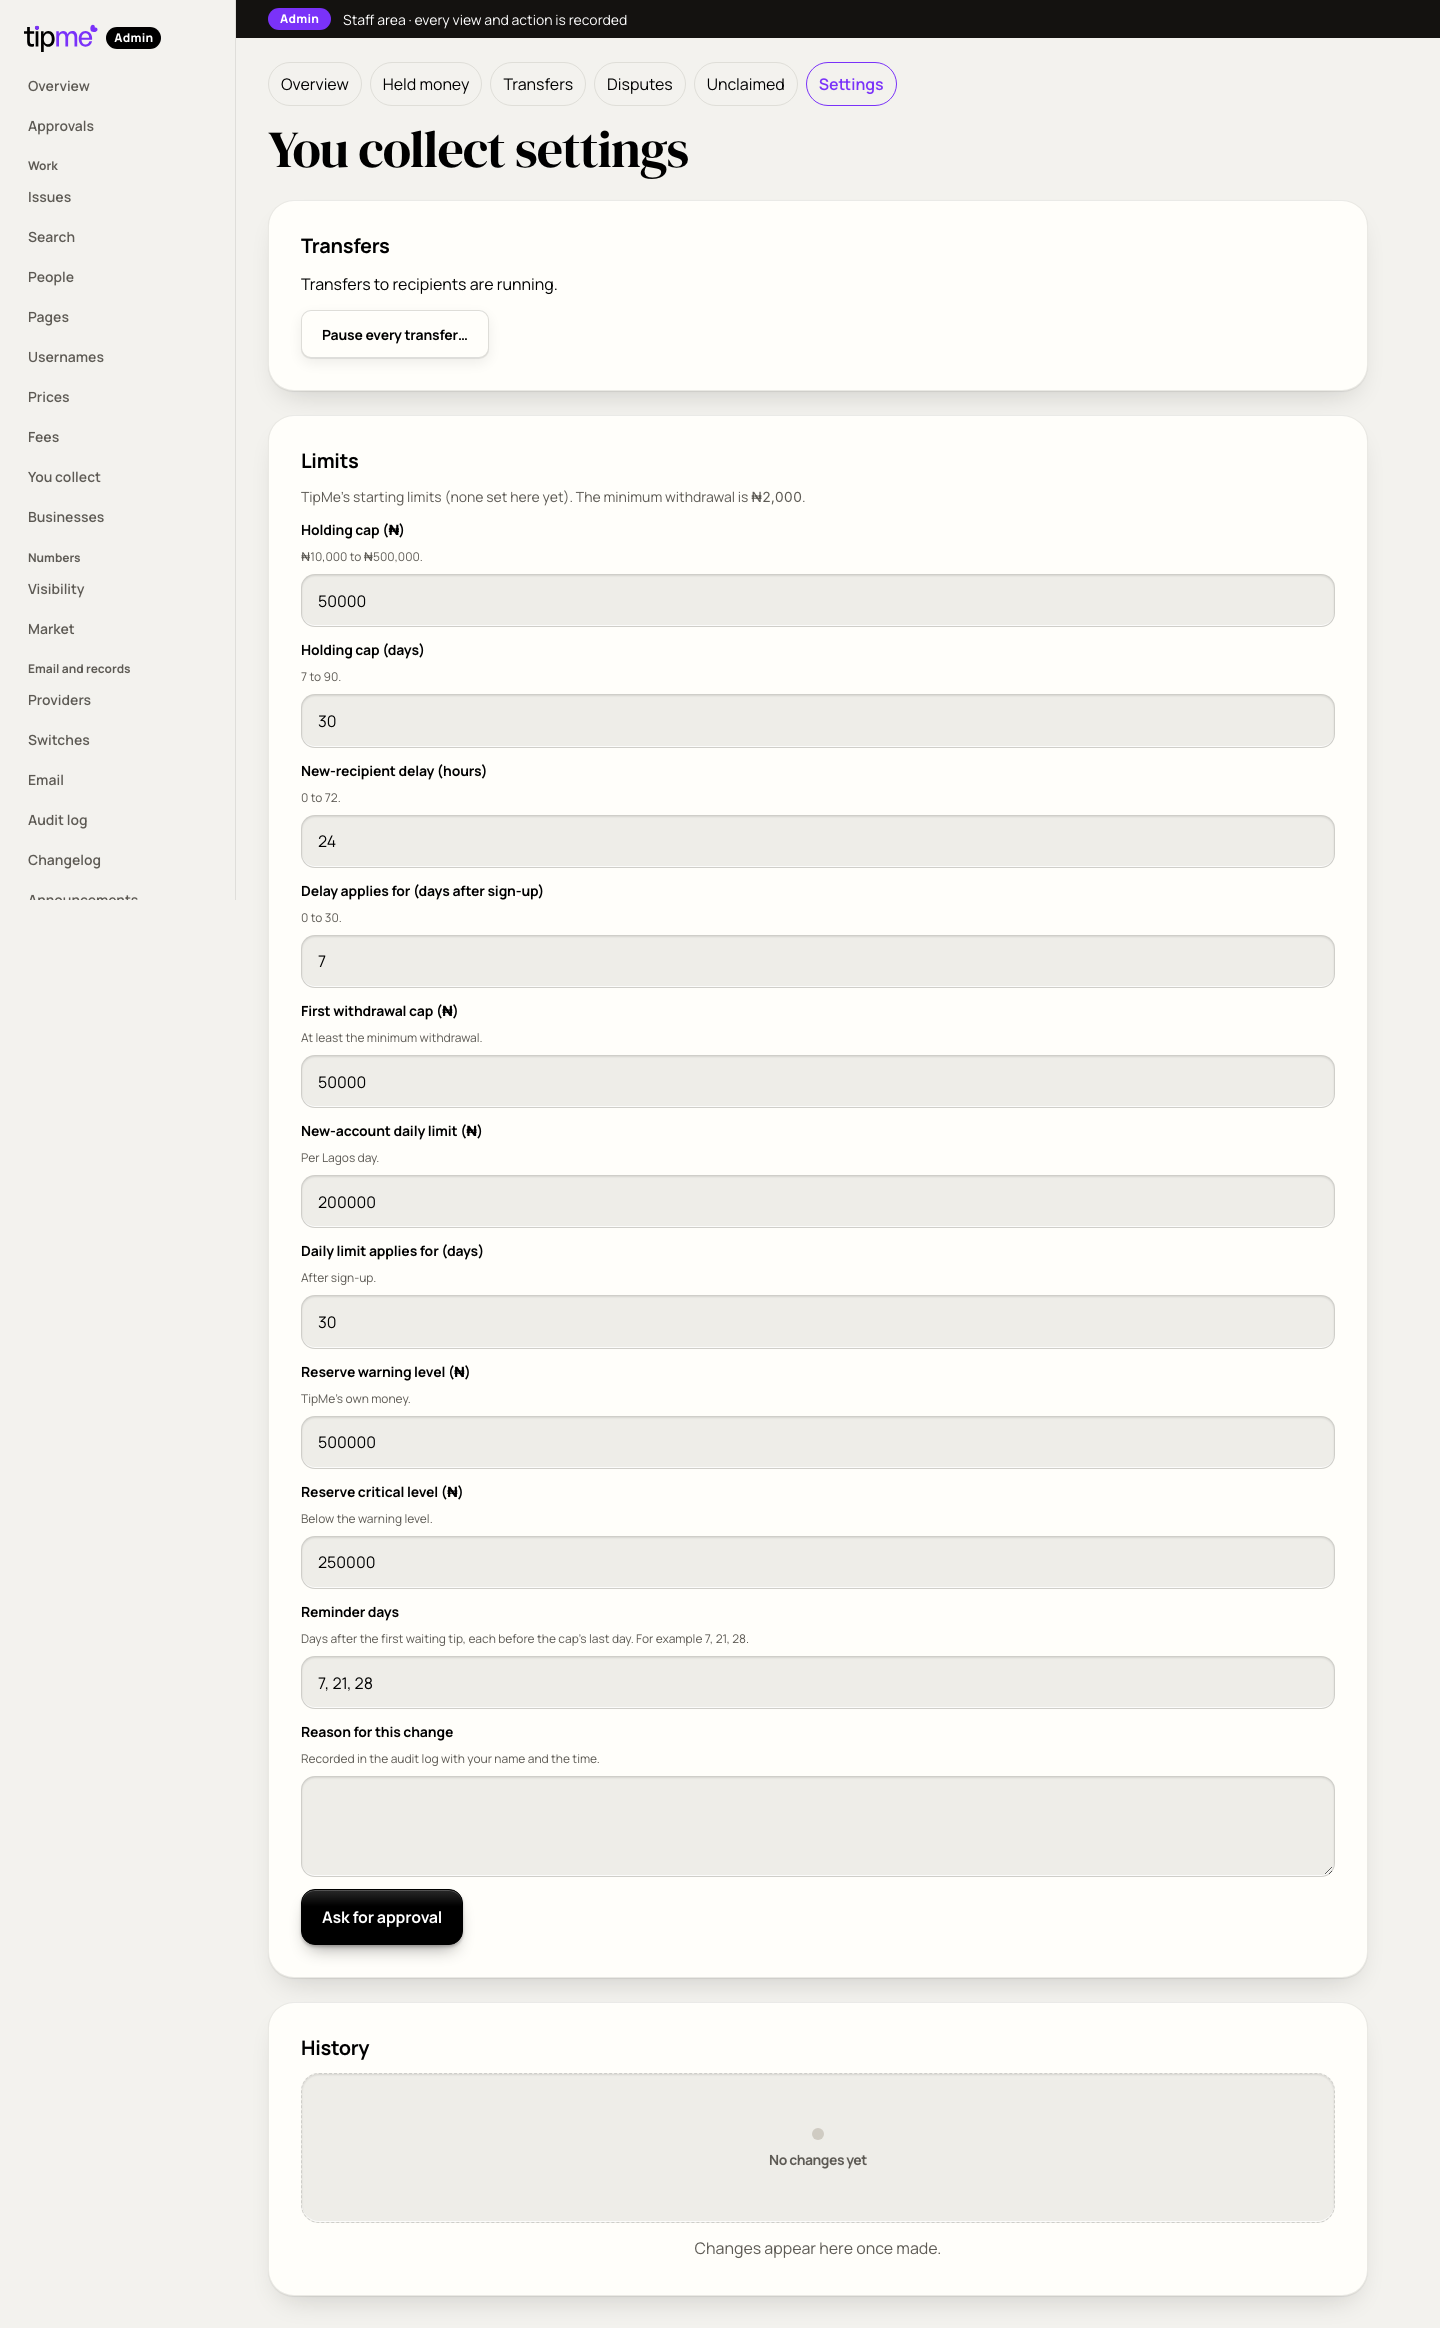 tipme Admin
Admin Staff area · every view and action is recorded
Overview
Approvals
Work
Issues
Search
People
Pages
Usernames
Prices
Fees
You collect
Businesses
Numbers
Visibility
Market
Email and records
Providers
Switches
Email
Audit log
Changelog
Announcements
Overview Held money Transfers Disputes Unclaimed Settings
You collect settings
Transfers
Transfers to recipients are running.
Pause every transfer...
Limits
TipMe's starting limits (none set here yet). The minimum withdrawal is ₦2,000.
Holding cap (₦)
₦10,000 to ₦500,000.
50000
Holding cap (days)
7 to 90.
30
New-recipient delay (hours)
0 to 72.
24
Delay applies for (days after sign-up)
0 to 30.
7
First withdrawal cap (₦)
At least the minimum withdrawal.
50000
New-account daily limit (₦)
Per Lagos day.
200000
Daily limit applies for (days)
After sign-up.
30
Reserve warning level (₦)
TipMe's own money.
500000
Reserve critical level (₦)
Below the warning level.
250000
Reminder days
Days after the first waiting tip, each before the cap's last day. For example 7, 21, 28.
7, 21, 28
Reason for this change
Recorded in the audit log with your name and the time.
Ask for approval
History
No changes yet
Changes appear here once made.